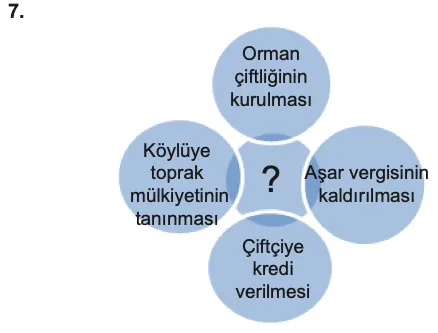 7.
Orman
çiftliğinin
kurulması
Köylüye
toprak
mülkiyetinin
tanınması
?
Aşar vergisinin
kaldırılması
Çiftçiye
kredi
verilmesi